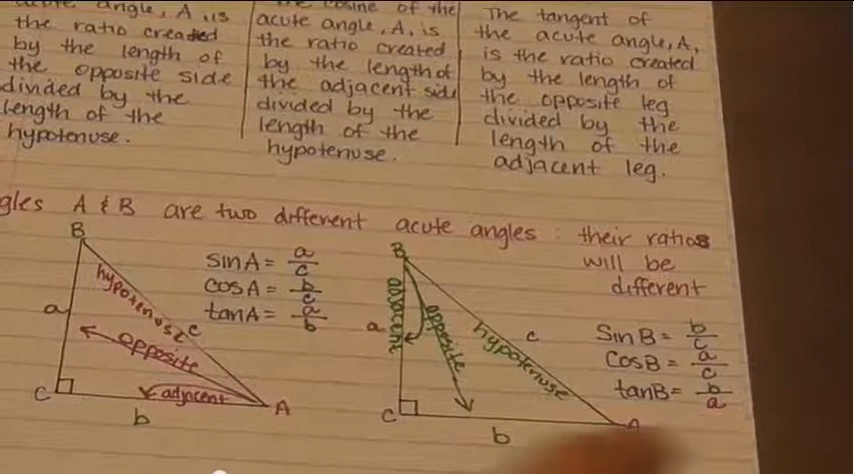 acute angle, A, is
the ratio created
by the length of
the opposite side
divided by the
length of the
hypotenuse.
the cosine of the
acute angle, A, is
the ratio created
by the length of
the adjacent side
divided by the
length of the
hypotenuse.
The tangent of
the acute angle, A,
is the ratio created
by the length of
the opposite leg
divided by the
length of the
adjacent leg.
gles A & B are two different acute angles : their ratios
will be
different
B
hypotenuse
c
a
opposite
adjacent
C
A
b
sin A = a/c
cos A = b/c
tan A = a/b
B
adjacent
a
opposite
hypotenuse
c
C
A
b
Sin B = b/c
Cos B = a/c
tan B = b/a